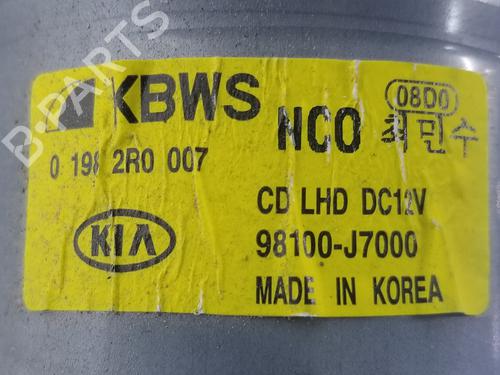 KBWS
NCO
08D0
최민수
0 198 2R0 007
CD LHD DC12V
KIA
98100-J7000
MADE IN KOREA
B-PARTS